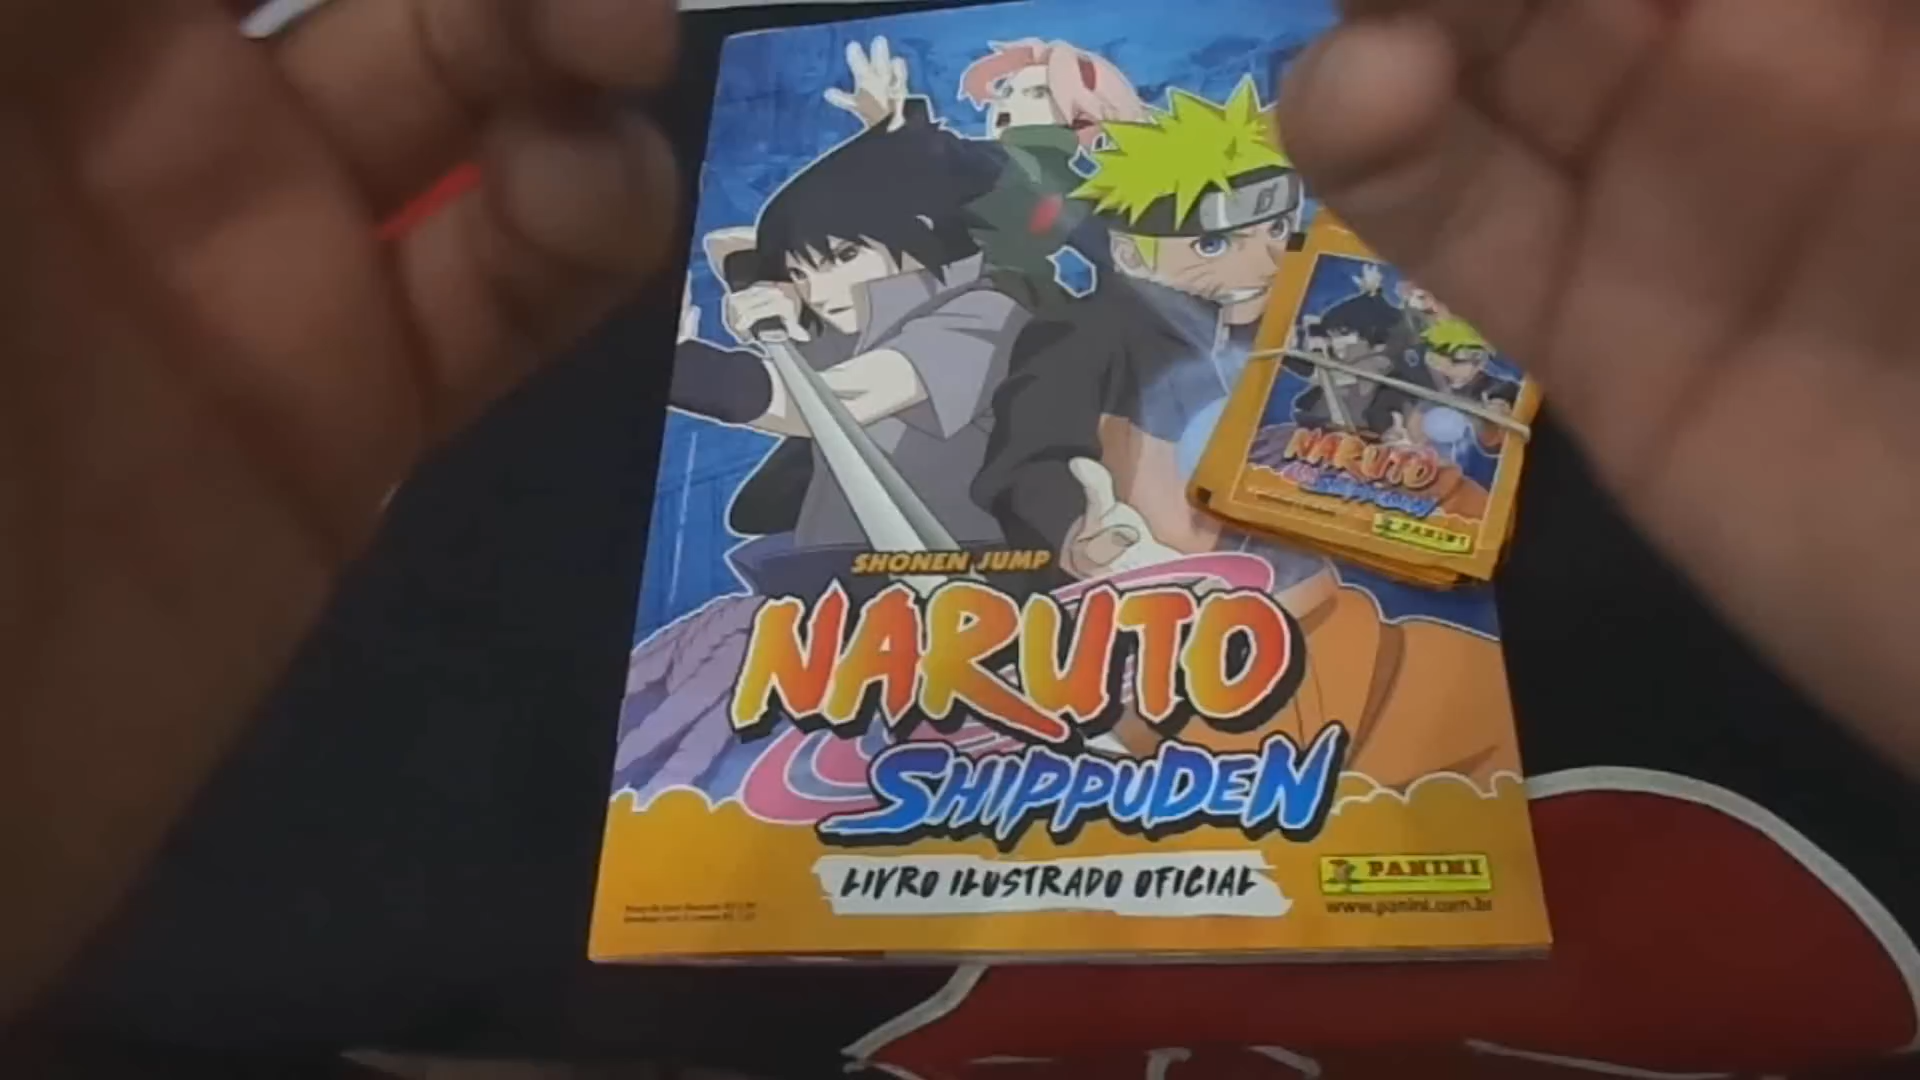 SHONEN JUMP
NARUTO
SHIPPUDEN
LIVRO ILUSTRADO OFICIAL
PANINI
www.panini.com.br
NARUTO
SHIPPUDEN
PANINI